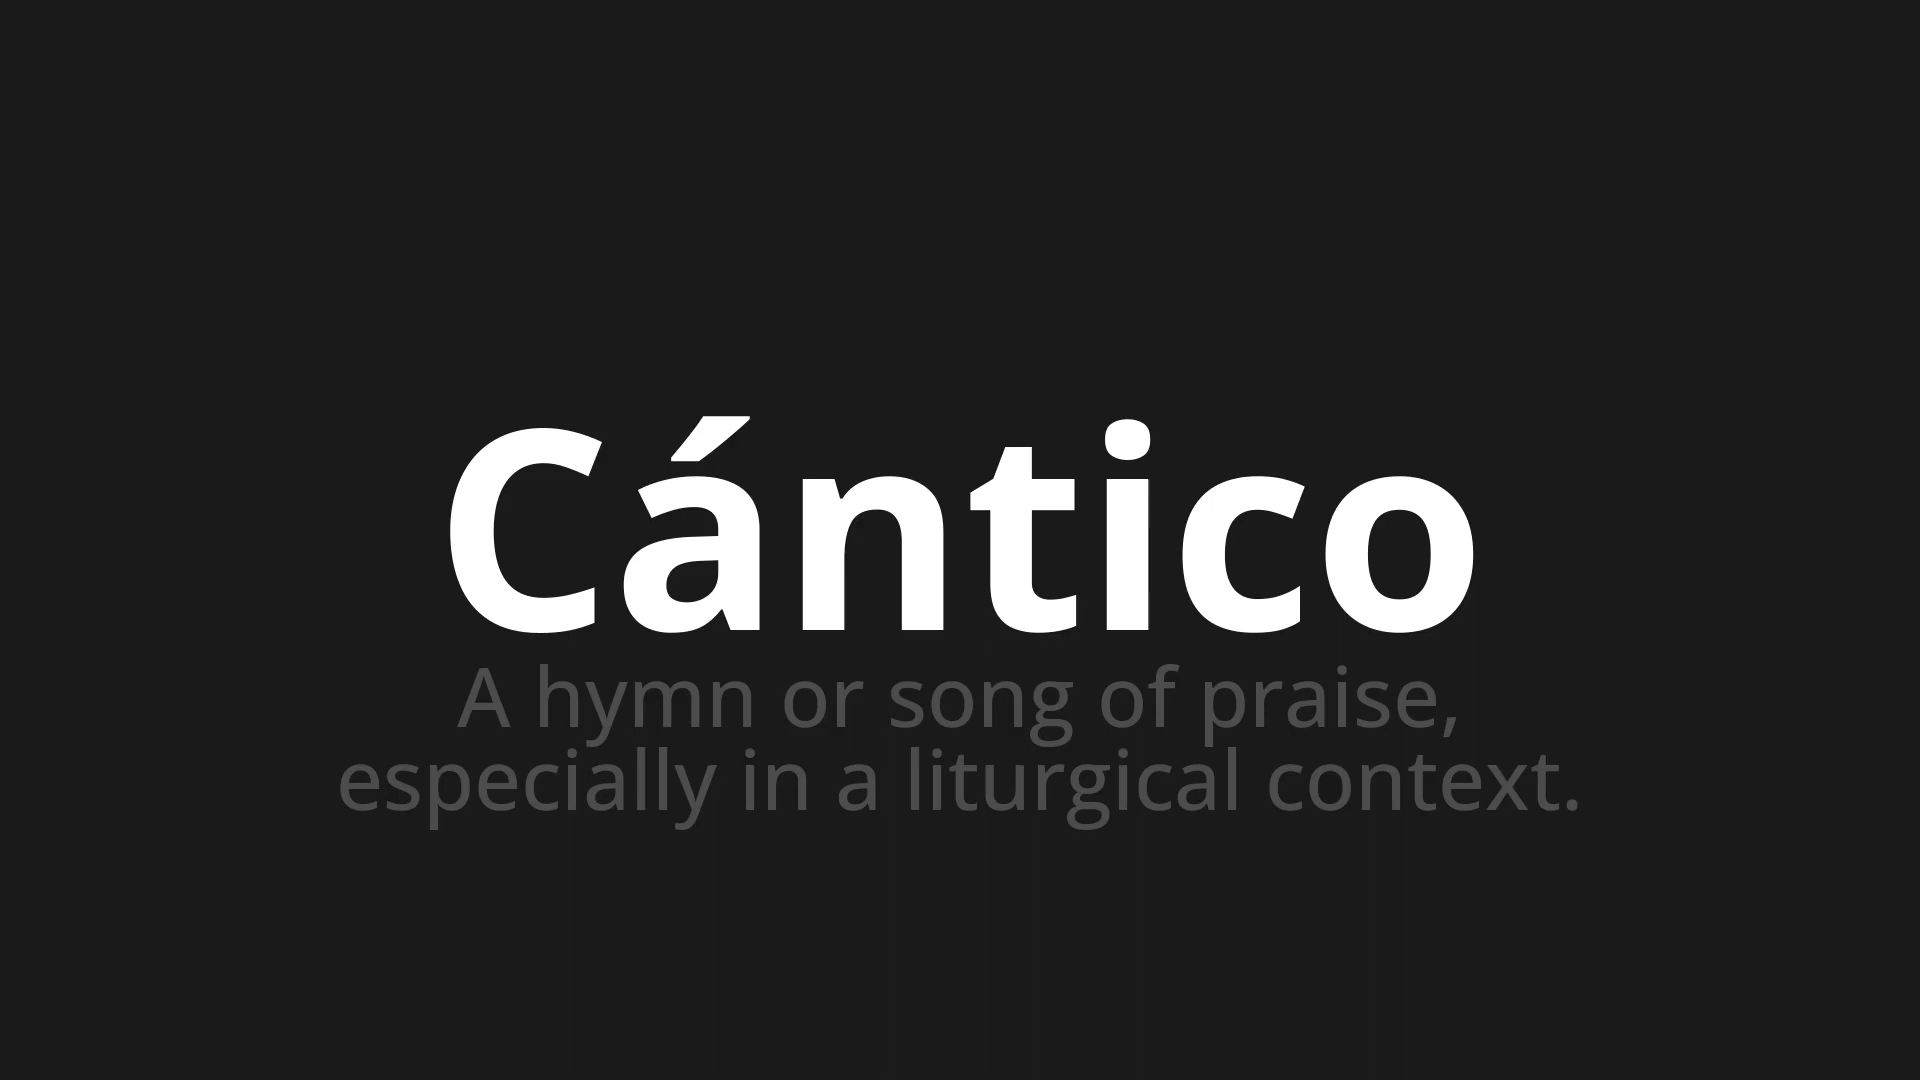 Cántico
A hymn or song of praise,
especially in a liturgical context.